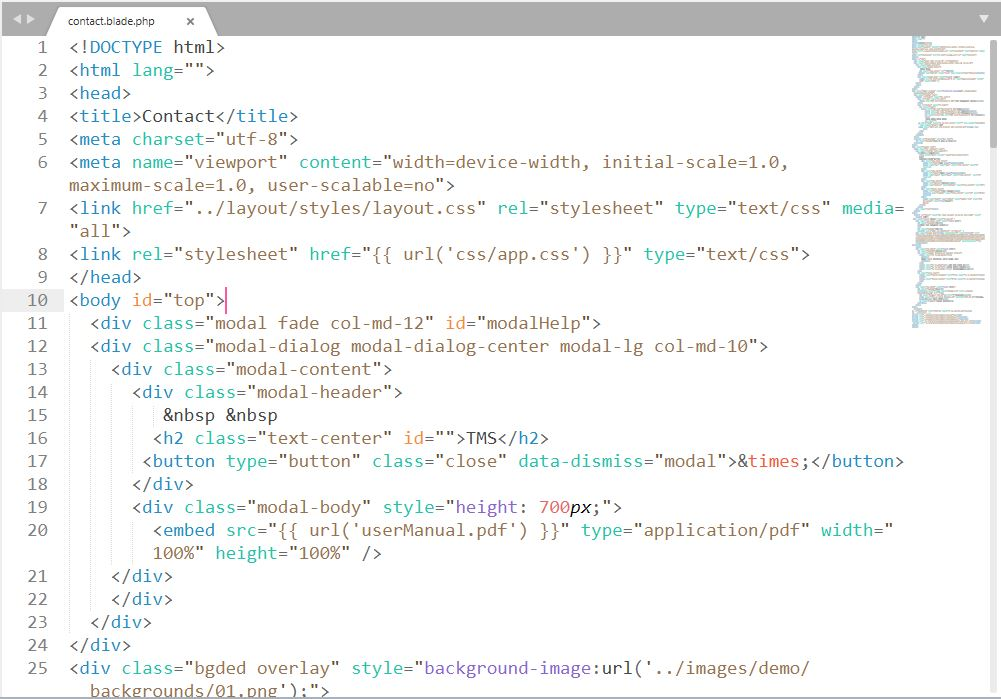 contact.blade.php ×
1 <!DOCTYPE html>
2 <html lang="">
3 <head>
4 <title>Contact</title>
5 <meta charset="utf-8">
6 <meta name="viewport" content="width=device-width, initial-scale=1.0,
maximum-scale=1.0, user-scalable=no">
7 <link href="../layout/styles/layout.css" rel="stylesheet" type="text/css" media=
"all">
8 <link rel="stylesheet" href="{{ url('css/app.css') }}" type="text/css">
9 </head>
10 <body id="top">
11 <div class="modal fade col-md-12" id="modalHelp">
12 <div class="modal-dialog modal-dialog-center modal-lg col-md-10">
13 <div class="modal-content">
14 <div class="modal-header">
15 &nbsp &nbsp
16 <h2 class="text-center" id="">TMS</h2>
17 <button type="button" class="close" data-dismiss="modal">&times;</button>
18 </div>
19 <div class="modal-body" style="height: 700px;">
20 <embed src="{{ url('userManual.pdf') }}" type="application/pdf" width="
100%" height="100%" />
21 </div>
22 </div>
23 </div>
24 </div>
25 <div class="bgded overlay" style="background-image:url('../images/demo/
backgrounds/01.png');">